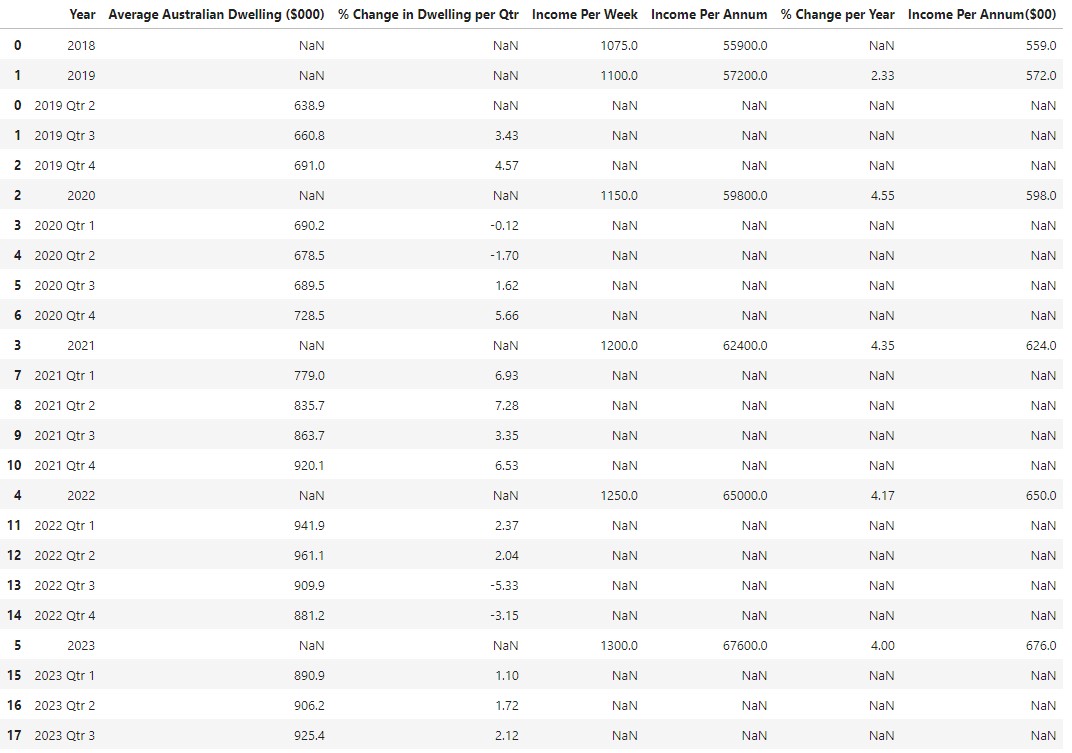 Year Average Australian Dwelling ($000) % Change in Dwelling per Qtr Income Per Week Income Per Annum % Change per Year Income Per Annum($00)
0 2018 NaN NaN 1075.0 55900.0 NaN 559.0
1 2019 NaN NaN 1100.0 57200.0 2.33 572.0
0 2019 Qtr 2 638.9 NaN NaN NaN NaN NaN
1 2019 Qtr 3 660.8 3.43 NaN NaN NaN NaN
2 2019 Qtr 4 691.0 4.57 NaN NaN NaN NaN
2 2020 NaN NaN 1150.0 59800.0 4.55 598.0
3 2020 Qtr 1 690.2 -0.12 NaN NaN NaN NaN
4 2020 Qtr 2 678.5 -1.70 NaN NaN NaN NaN
5 2020 Qtr 3 689.5 1.62 NaN NaN NaN NaN
6 2020 Qtr 4 728.5 5.66 NaN NaN NaN NaN
3 2021 NaN NaN 1200.0 62400.0 4.35 624.0
7 2021 Qtr 1 779.0 6.93 NaN NaN NaN NaN
8 2021 Qtr 2 835.7 7.28 NaN NaN NaN NaN
9 2021 Qtr 3 863.7 3.35 NaN NaN NaN NaN
10 2021 Qtr 4 920.1 6.53 NaN NaN NaN NaN
4 2022 NaN NaN 1250.0 65000.0 4.17 650.0
11 2022 Qtr 1 941.9 2.37 NaN NaN NaN NaN
12 2022 Qtr 2 961.1 2.04 NaN NaN NaN NaN
13 2022 Qtr 3 909.9 -5.33 NaN NaN NaN NaN
14 2022 Qtr 4 881.2 -3.15 NaN NaN NaN NaN
5 2023 NaN NaN 1300.0 67600.0 4.00 676.0
15 2023 Qtr 1 890.9 1.10 NaN NaN NaN NaN
16 2023 Qtr 2 906.2 1.72 NaN NaN NaN NaN
17 2023 Qtr 3 925.4 2.12 NaN NaN NaN NaN